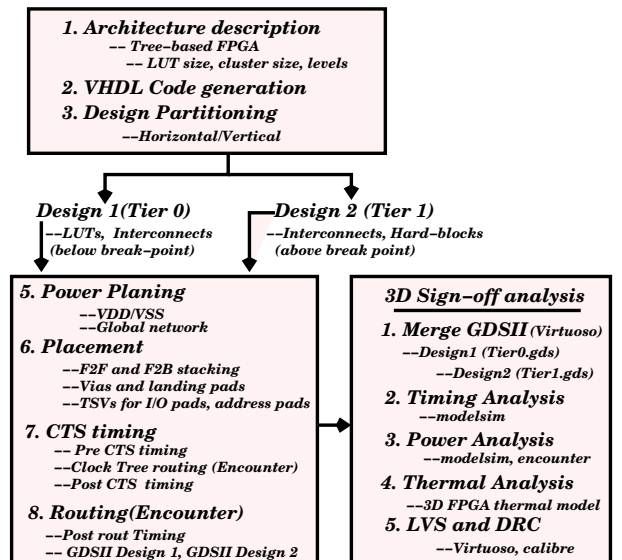 1. Architecture description
−− Tree−based FPGA
−− LUT size, cluster size, levels
2. VHDL Code generation
3. Design Partitioning
−−Horizontal/Vertical
Design 1(Tier 0)
−−LUTs, Interconnects
(below break−point)
Design 2 (Tier 1)
−−Interconnects, Hard−blocks
(above break point)
5. Power Planing
−−VDD/VSS
−−Global network
6. Placement
−−F2F and F2B stacking
−−Vias and landing pads
−−TSVs for I/O pads, address pads
7. CTS timing
−− Pre CTS timing
−−Clock Tree routing (Encounter)
−−Post CTS timing
8. Routing(Encounter)
−−Post rout Timing
−− GDSII Design 1, GDSII Design 2
3D Sign−off analysis
1. Merge GDSII (Virtuoso)
−−Design1 (Tier0.gds)
−−Design2 (Tier1.gds)
2. Timing Analysis
−−modelsim
3. Power Analysis
−−modelsim, encounter
4. Thermal Analysis
−−3D FPGA thermal model
5. LVS and DRC
−−Virtuoso, calibre